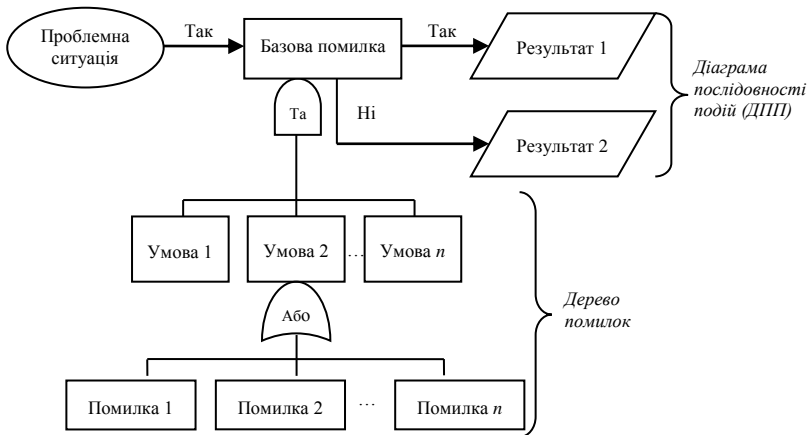 Проблемна
ситуація
Так
Базова помилка
Так
Результат 1
Діаграма
послідовності
подій (ДПП)
Та
Ні
Результат 2
Умова 1
Умова 2
...
Умова n
Дерево
помилок
Або
Помилка 1
Помилка 2
...
Помилка n